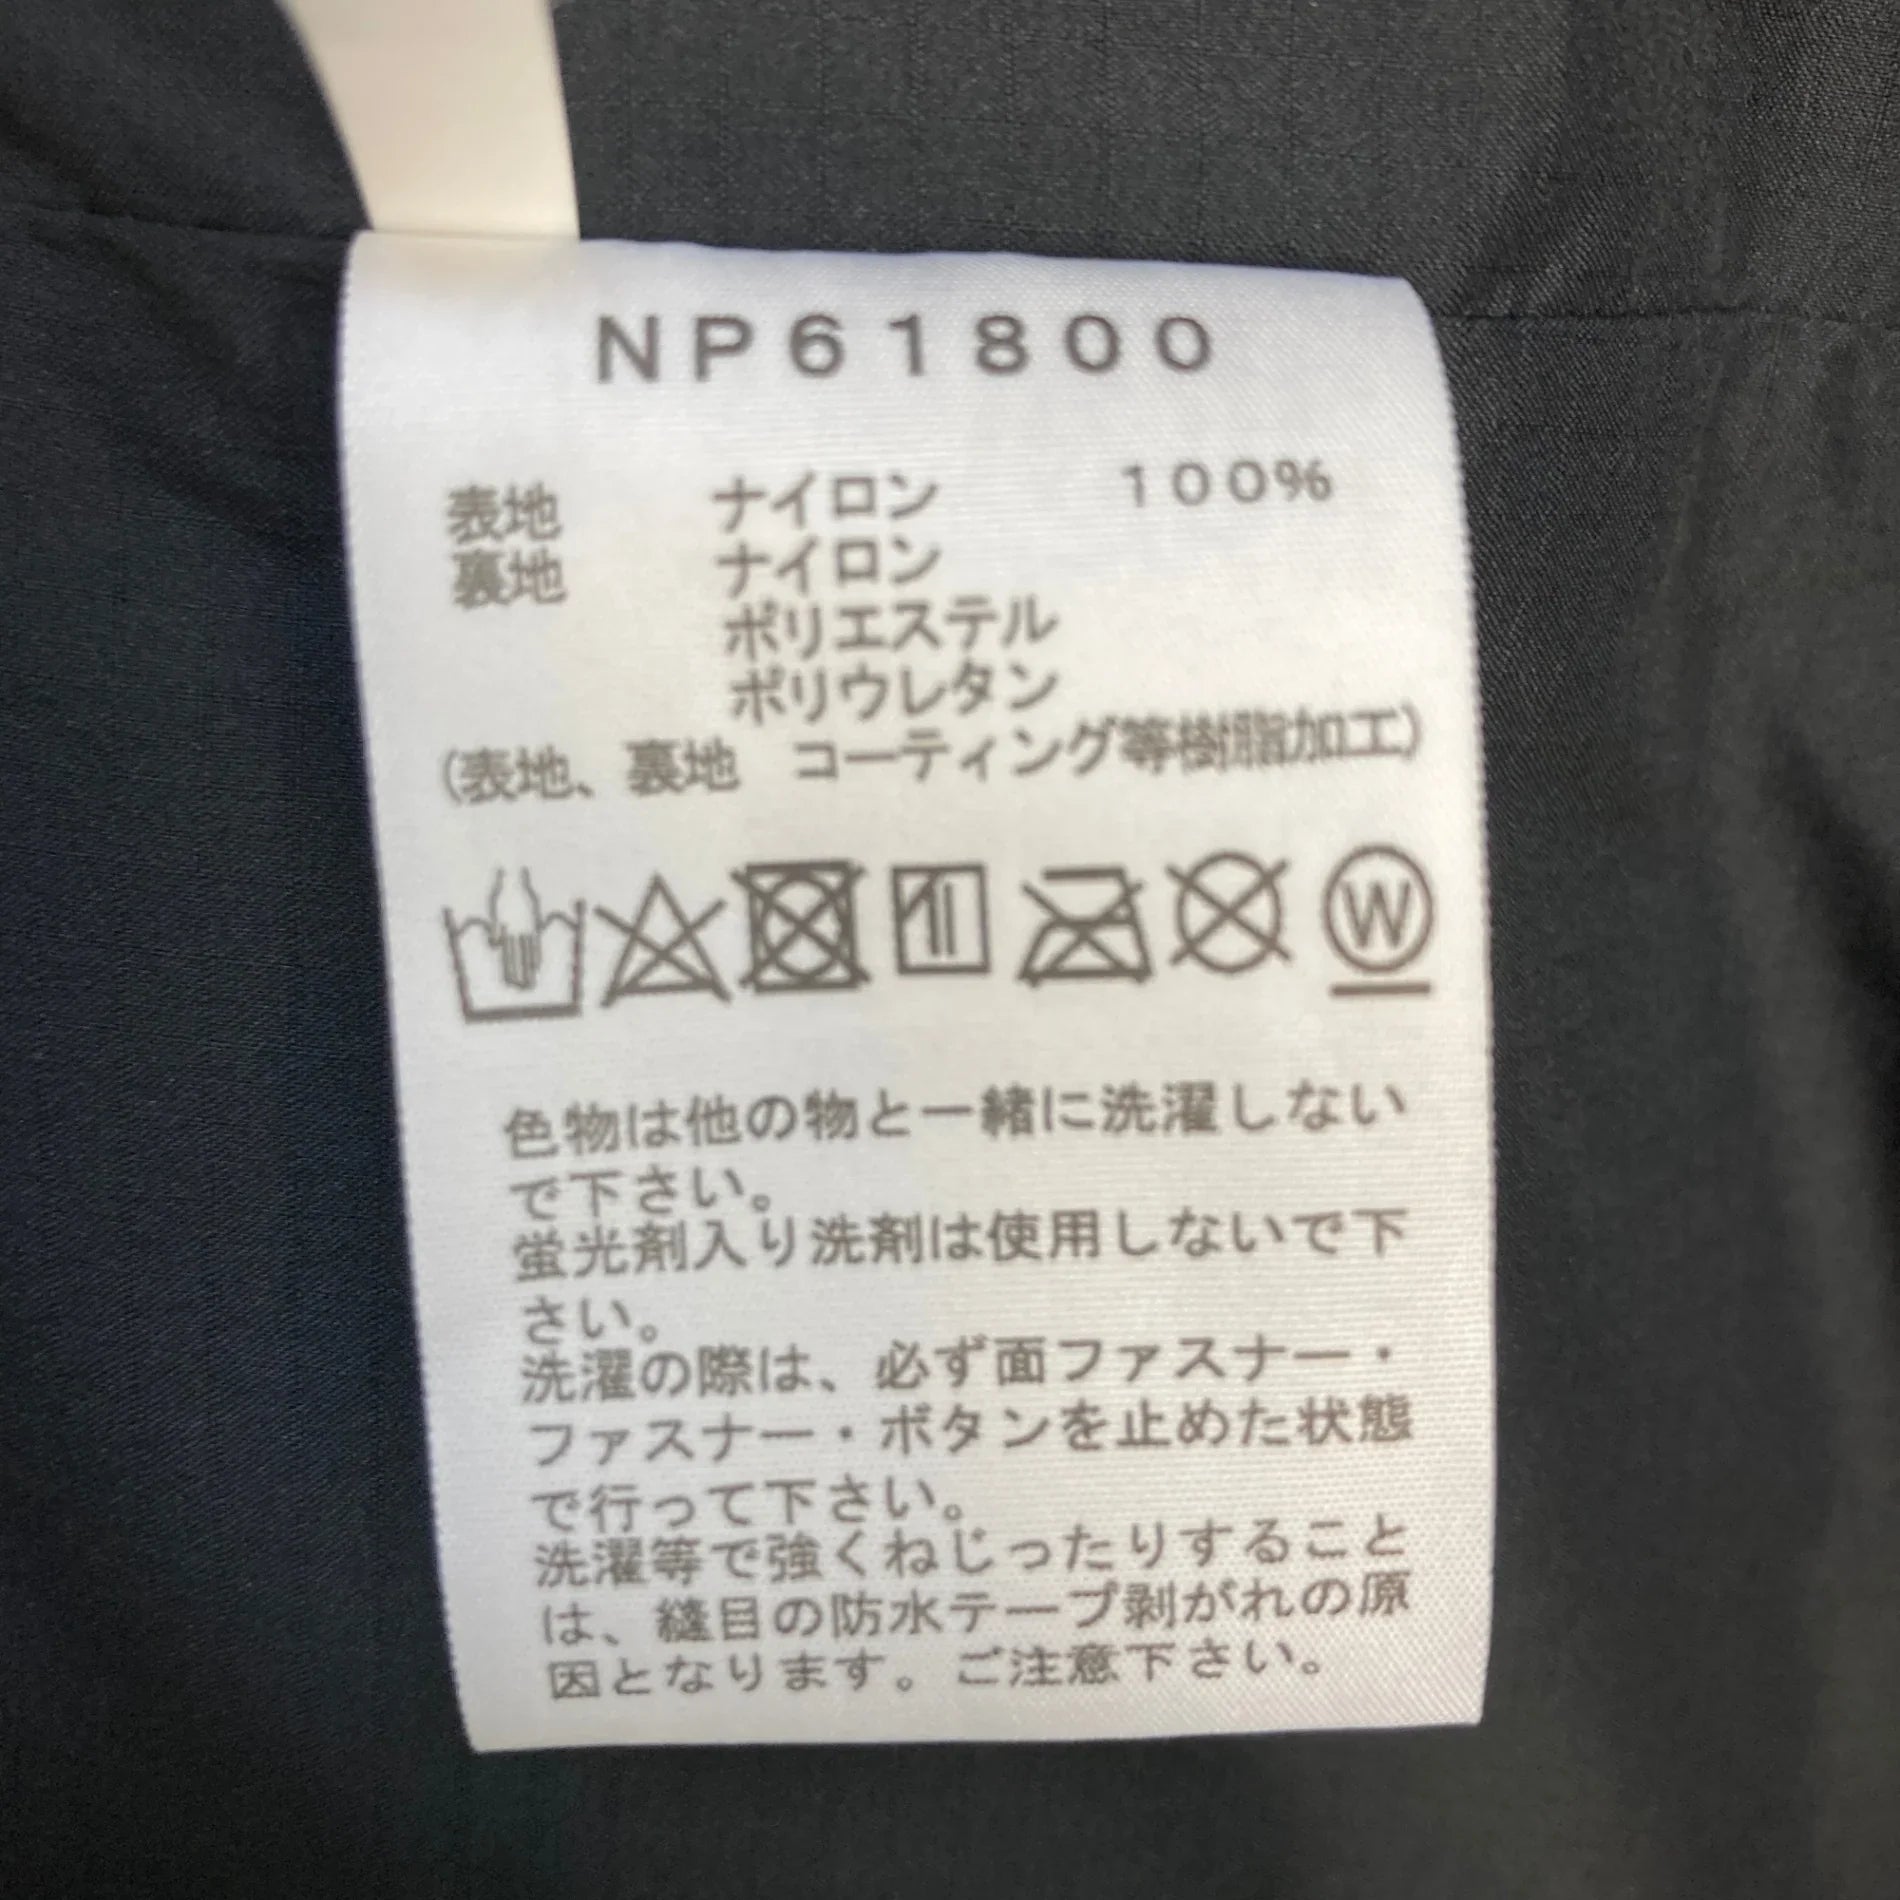 NP61800
表地 ナイロン 100%
裏地 ナイロン
ポリエステル
ポリウレタン
(表地、裏地 コーティング等樹脂加工)
W
色物は他の物と一緒に洗濯しない
で下さい。
蛍光剤入り洗剤は使用しないで下
さい。
洗濯の際は、必ず面ファスナー・
ファスナー・ボタンを止めた状態
で行って下さい。
洗濯等で強くねじったりすること
は、縫目の防水テープ剥がれの原
因となります。ご注意下さい。